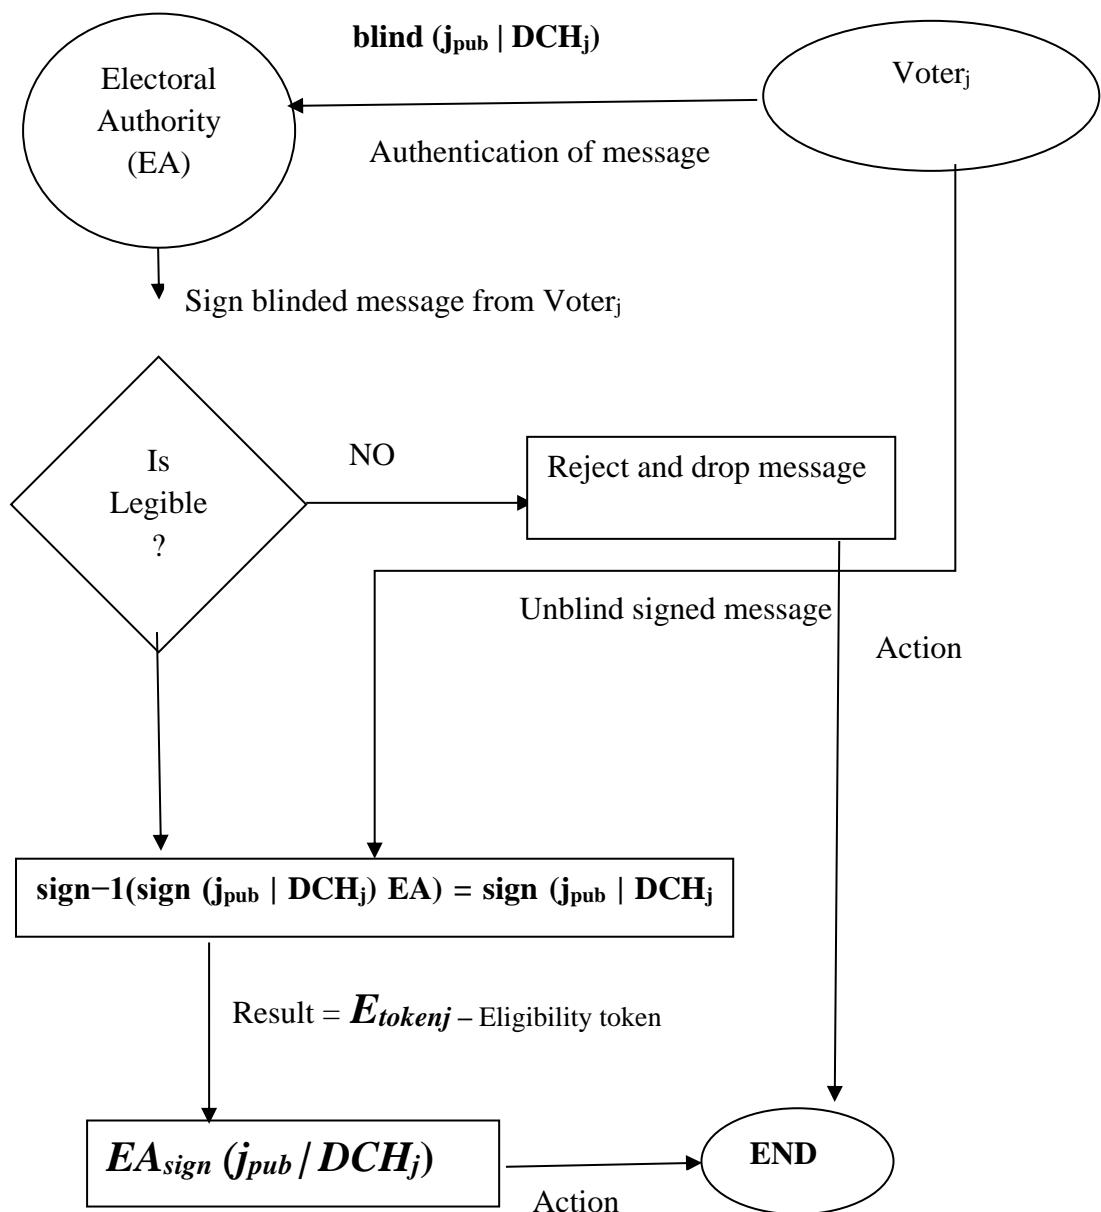 blind (jpub | DCHj)
Electoral
Authority
(EA)
Voterj
Authentication of message
Sign blinded message from Voterj
Is
Legible
?
NO
Reject and drop message
Unblind signed message
Action
sign−1(sign (jpub | DCHj) EA) = sign (jpub | DCHj
Result = Etokenj – Eligibility token
EAsign (jpub | DCHj)
END
Action